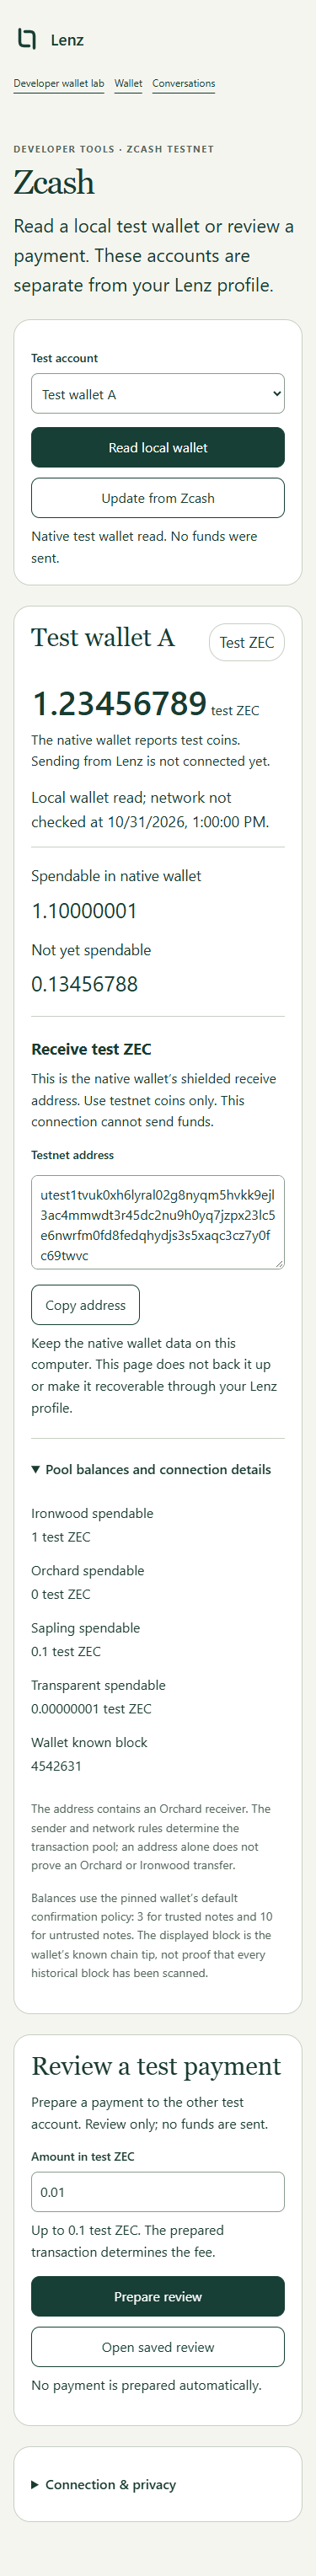 Lenz
Developer wallet lab Wallet Conversations
DEVELOPER TOOLS · ZCASH TESTNET
Zcash
Read a local test wallet or review a
payment. These accounts are
separate from your Lenz profile.
Test account
Test wallet A
Read local wallet
Update from Zcash
Native test wallet read. No funds were
sent.
Test wallet A
Test ZEC
1.23456789 test ZEC
The native wallet reports test coins.
Sending from Lenz is not connected yet.
Local wallet read; network not
checked at 10/31/2026, 1:00:00 PM.
Spendable in native wallet
1.10000001
Not yet spendable
0.13456788
Receive test ZEC
This is the native wallet's shielded receive
address. Use testnet coins only. This
connection cannot send funds.
Testnet address
utest1tvuk0xh6lyral02g8nyqm5hvkk9ejl
3ac4mmwdt3r45dc2nu9h0yq7jzpx23lc5
e6nwrfm0fd8fedqhydjs3s5xaqc3cz7y0f
c69twvc
Copy address
Keep the native wallet data on this
computer. This page does not back it up
or make it recoverable through your Lenz
profile.
▼ Pool balances and connection details
Ironwood spendable
1 test ZEC
Orchard spendable
0 test ZEC
Sapling spendable
0.1 test ZEC
Transparent spendable
0.00000001 test ZEC
Wallet known block
4542631
The address contains an Orchard receiver. The
sender and network rules determine the
transaction pool; an address alone does not
prove an Orchard or Ironwood transfer.
Balances use the pinned wallet's default
confirmation policy: 3 for trusted notes and 10
for untrusted notes. The displayed block is the
wallet's known chain tip, not proof that every
historical block has been scanned.
Review a test payment
Prepare a payment to the other test
account. Review only; no funds are sent.
Amount in test ZEC
0.01
Up to 0.1 test ZEC. The prepared
transaction determines the fee.
Prepare review
Open saved review
No payment is prepared automatically.
▶ Connection & privacy